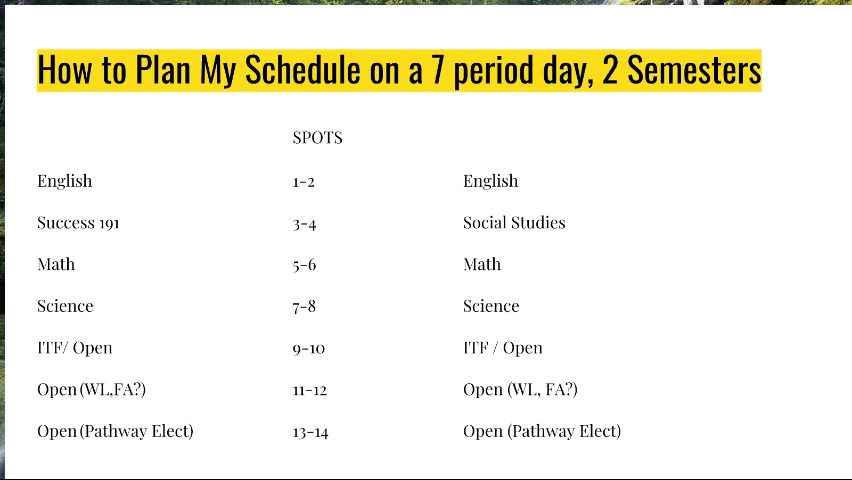 How to Plan My Schedule on a 7 period day, 2 Semesters
SPOTS
English 1-2 English
Success 191 3-4 Social Studies
Math 5-6 Math
Science 7-8 Science
ITF/ Open 9-10 ITF / Open
Open (WL,FA?) 11-12 Open (WL, FA?)
Open (Pathway Elect) 13-14 Open (Pathway Elect)